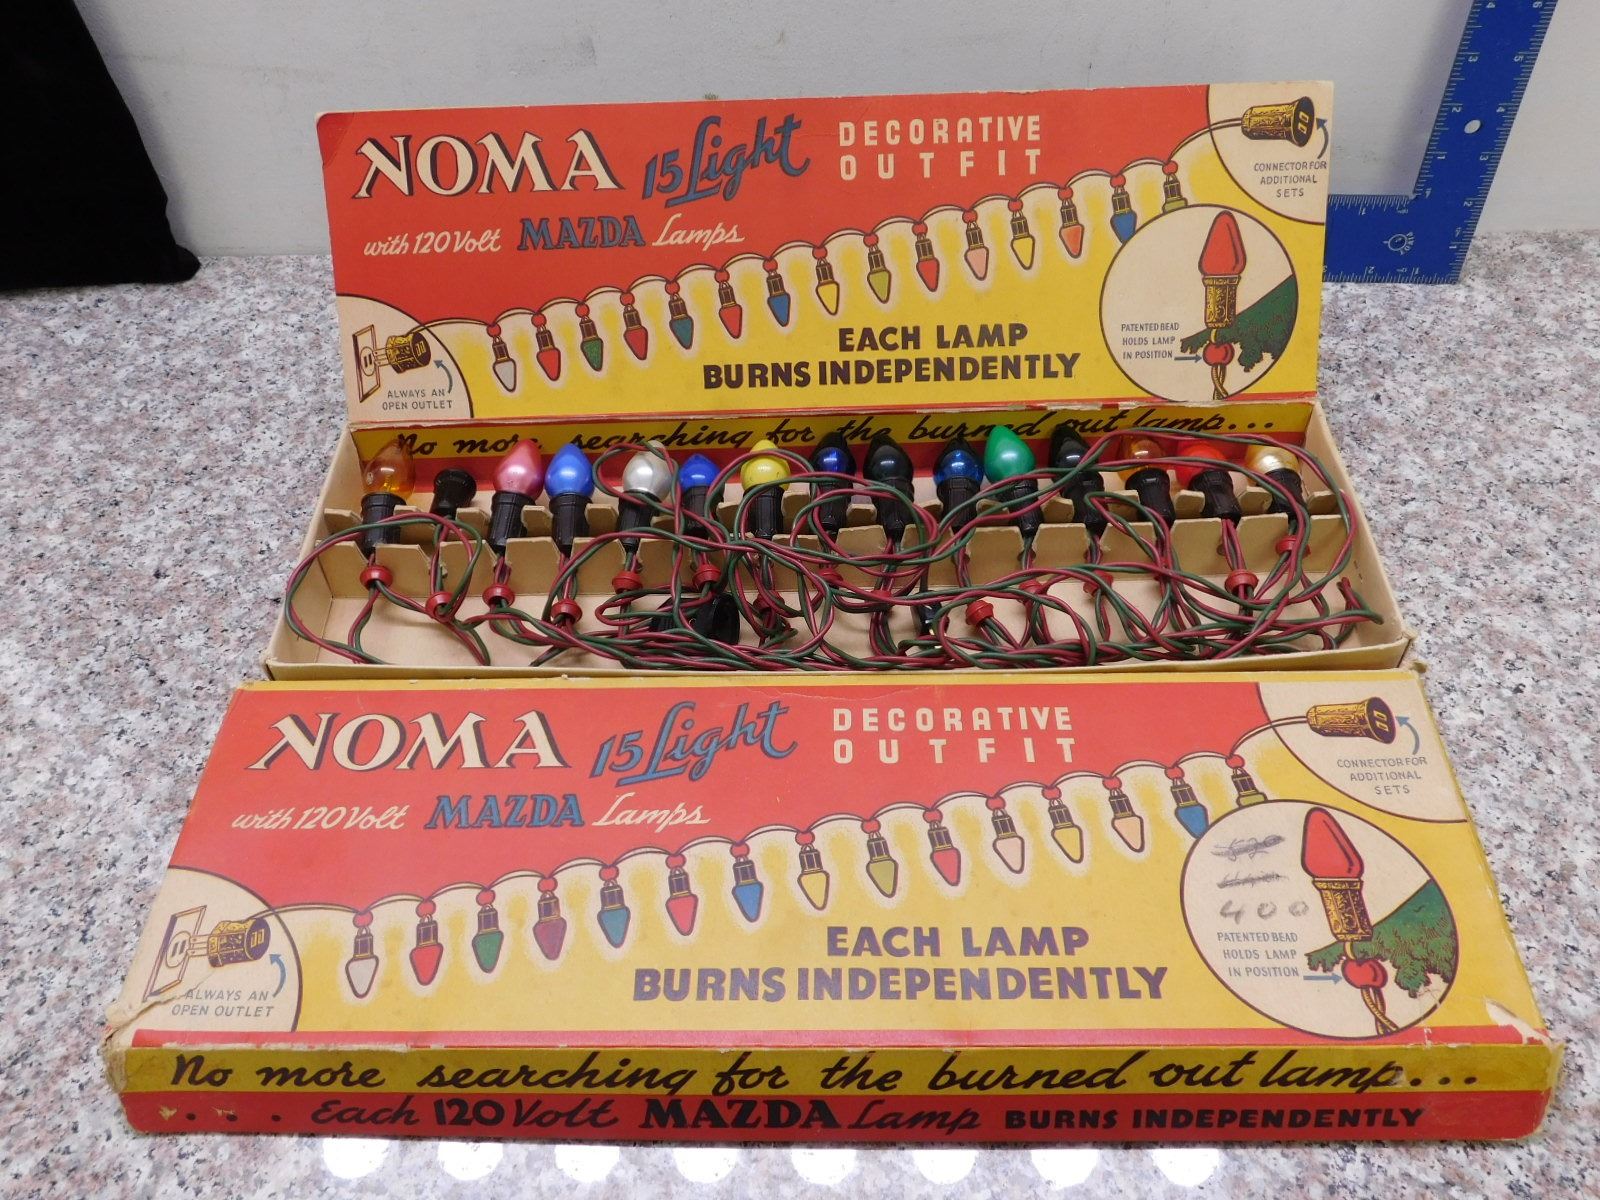 NOMA 15 Light DECORATIVE OUTFIT
with 120 Volt MAZDA Lamps
CONNECTOR FOR
ADDITIONAL
SETS
PATENTED BEAD
HOLDS LAMP
IN POSITION
EACH LAMP
BURNS INDEPENDENTLY
ALWAYS AN
OPEN OUTLET
No more searching for the burned out lamp...
NOMA 15 Light DECORATIVE OUTFIT
with 120 Volt MAZDA Lamps
CONNECTOR FOR
ADDITIONAL
SETS
400
PATENTED BEAD
HOLDS LAMP
IN POSITION
EACH LAMP
BURNS INDEPENDENTLY
ALWAYS AN
OPEN OUTLET
No more searching for the burned out lamp...
... Each 120 Volt MAZDA Lamp BURNS INDEPENDENTLY